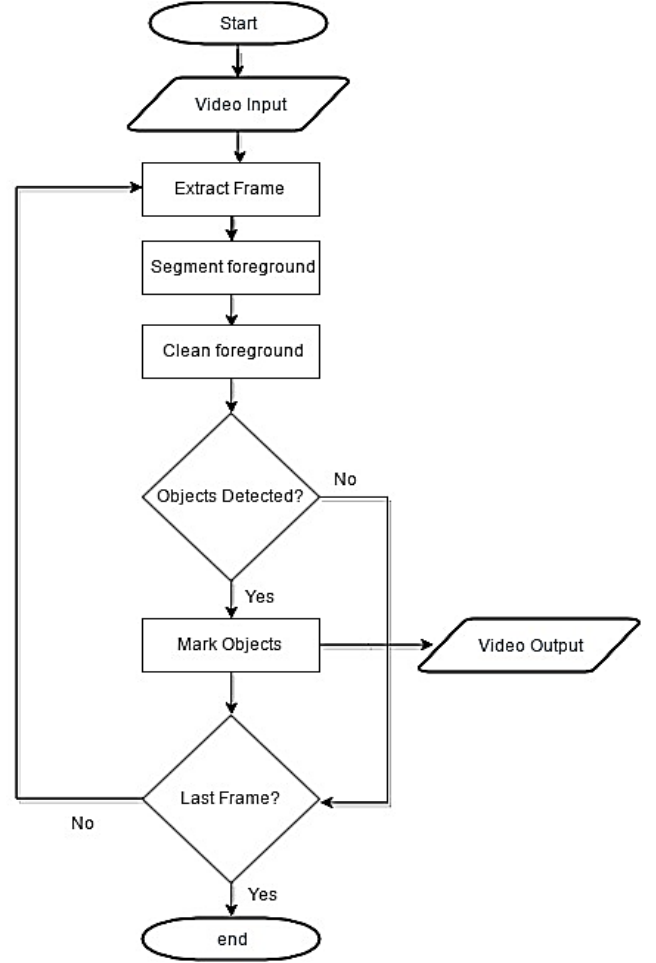 Start
Video Input
Extract Frame
Segment foreground
Clean foreground
Objects Detected?
No
Yes
Mark Objects
Video Output
Last Frame?
No
Yes
end